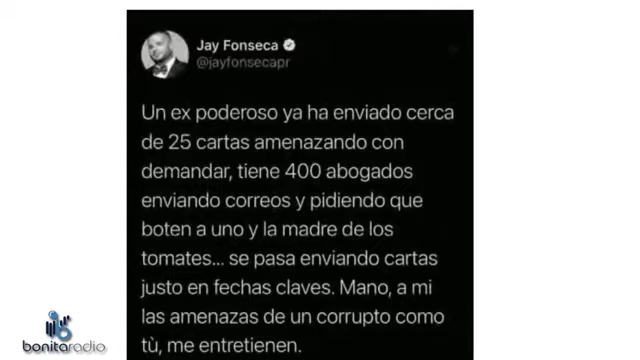 Jay Fonseca
@jayfonsecapr
Un ex poderoso ya ha enviado cerca
de 25 cartas amenazando con
demandar, tiene 400 abogados
enviando correos y pidiendo que
boten a uno y la madre de los
tomates... se pasa enviando cartas
justo en fechas claves. Mano, a mi
las amenazas de un corrupto como
tù, me entretienen.
bonitaradio